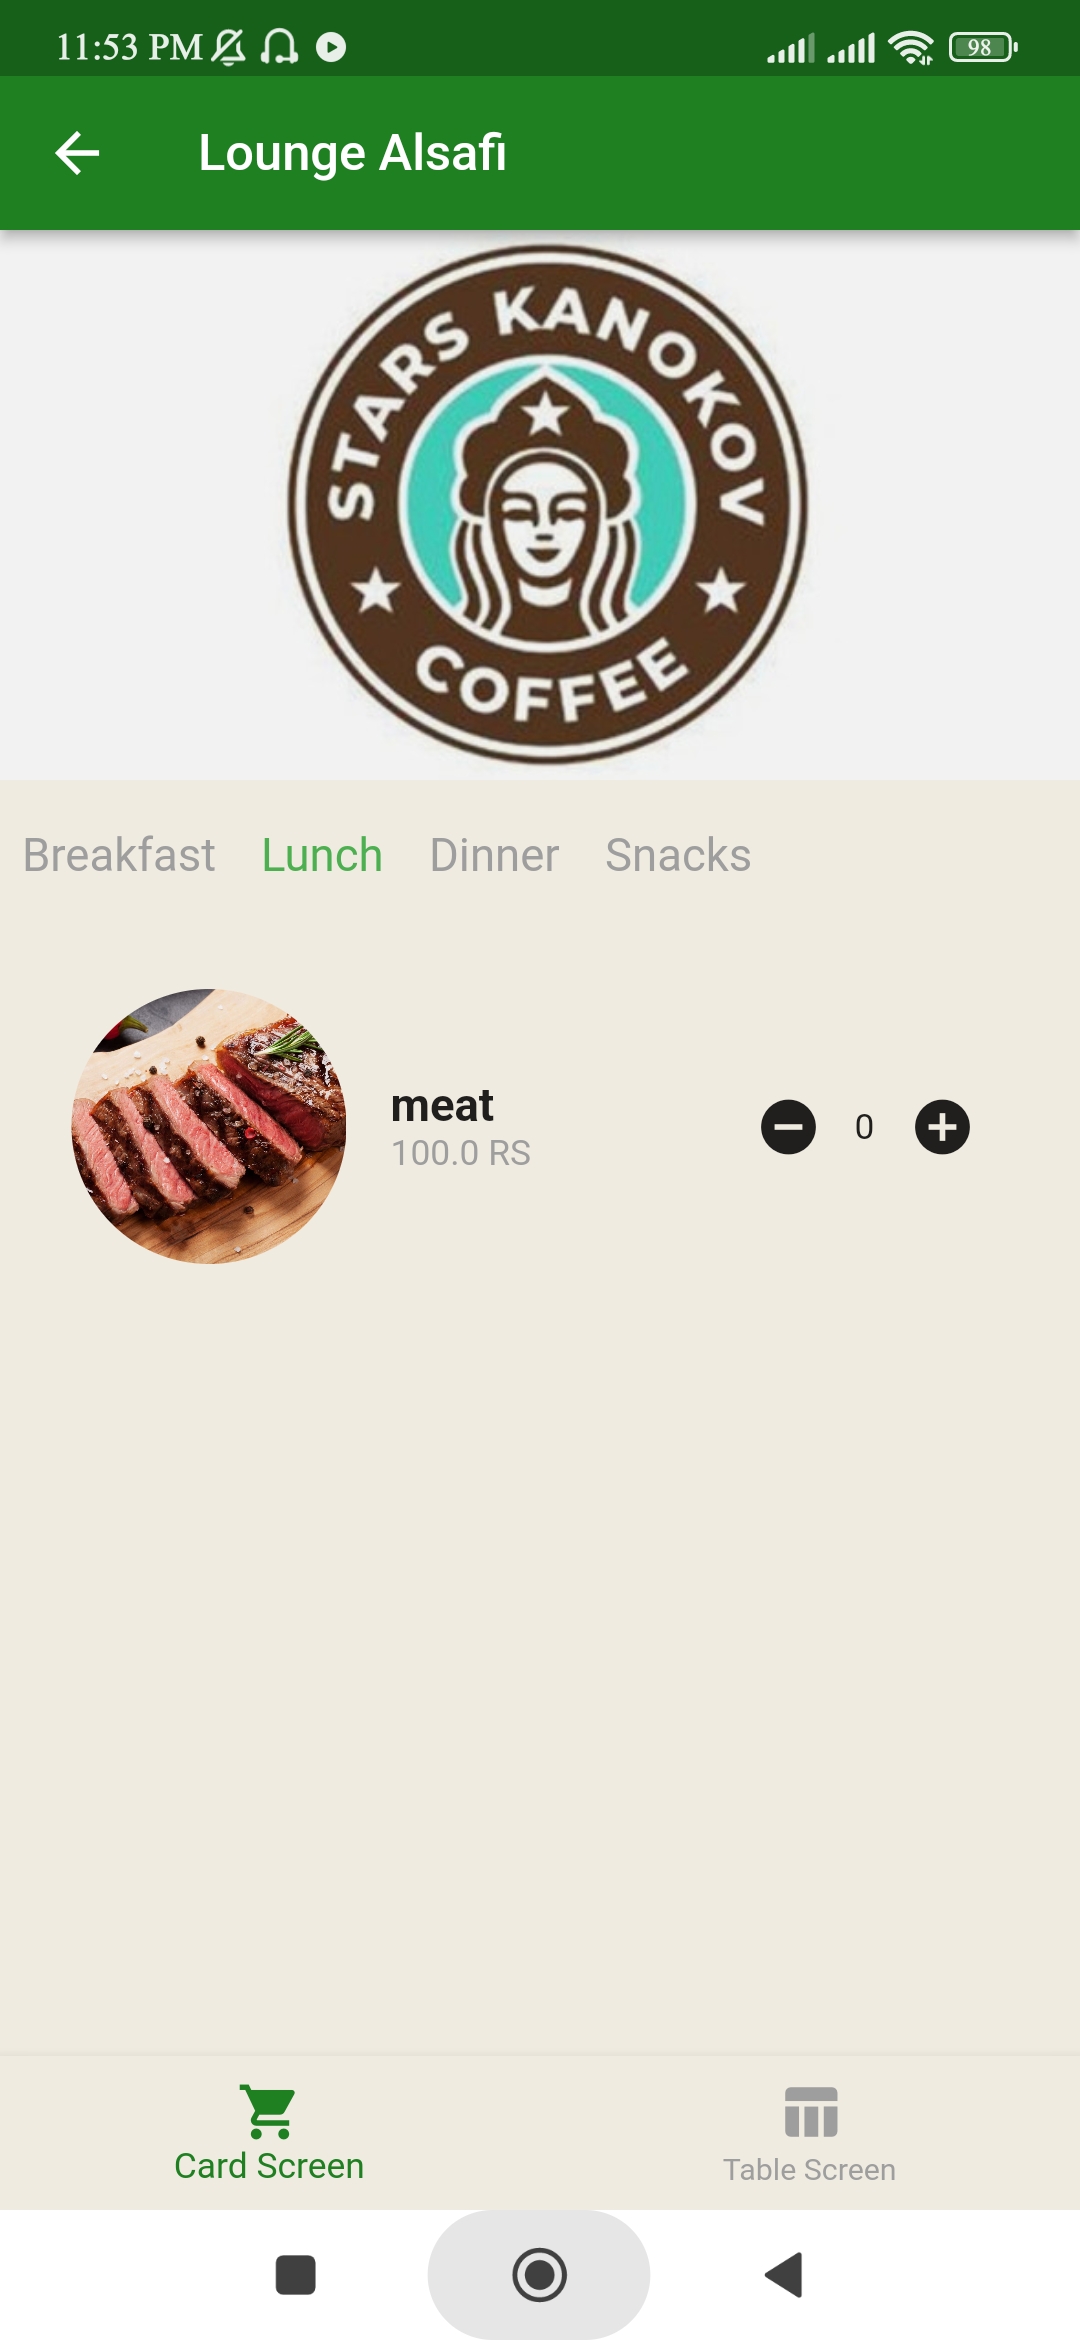 11:53 PM 98
Lounge Alsafi
STARS KANOKOV
COFFEE
Breakfast Lunch Dinner Snacks
meat
100.0 RS
0
Card Screen Table Screen